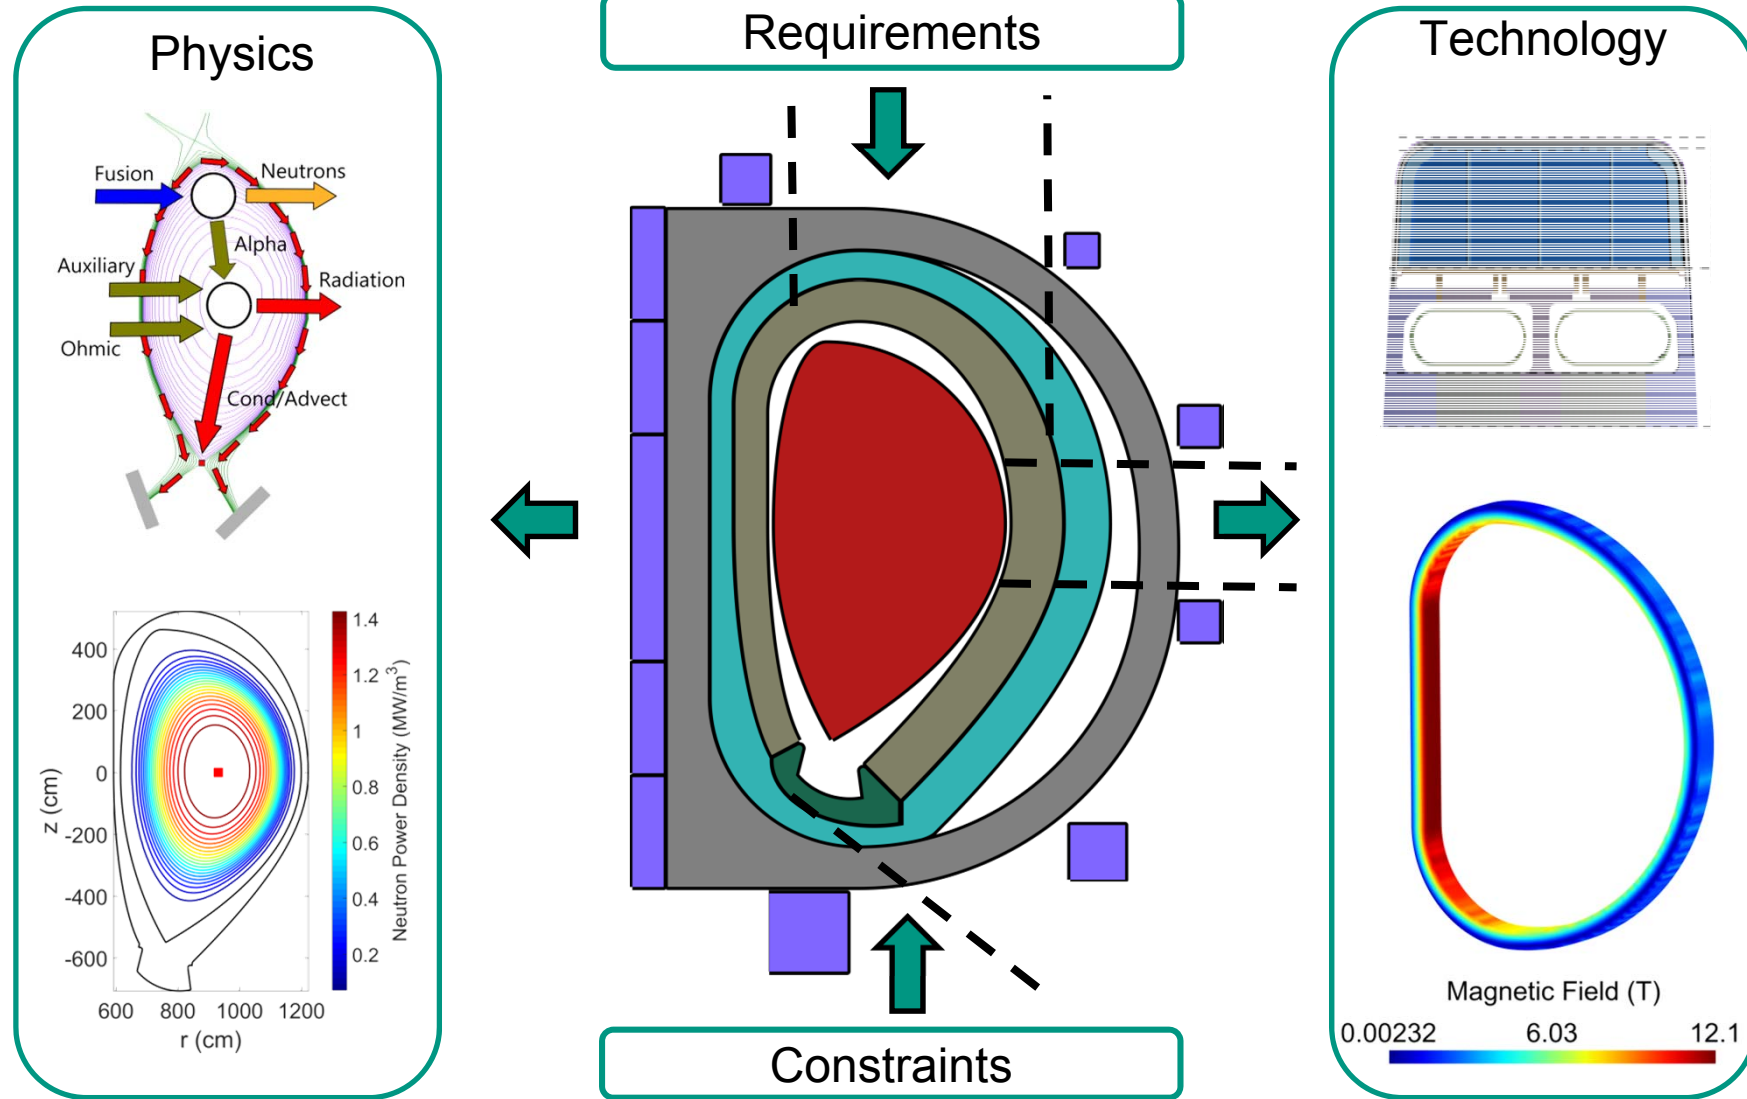 Physics
Fusion
Neutrons
Alpha
Auxiliary
Radiation
Ohmic
Cond/Advect
400
200
0
-200
-400
-600
z (cm)
600
800
1000
1200
r (cm)
1.4
1.2
1
0.8
0.6
0.4
0.2
Neutron Power Density (MW/m³)
Requirements
Constraints
Technology
Magnetic Field (T)
0.00232 6.03 12.1